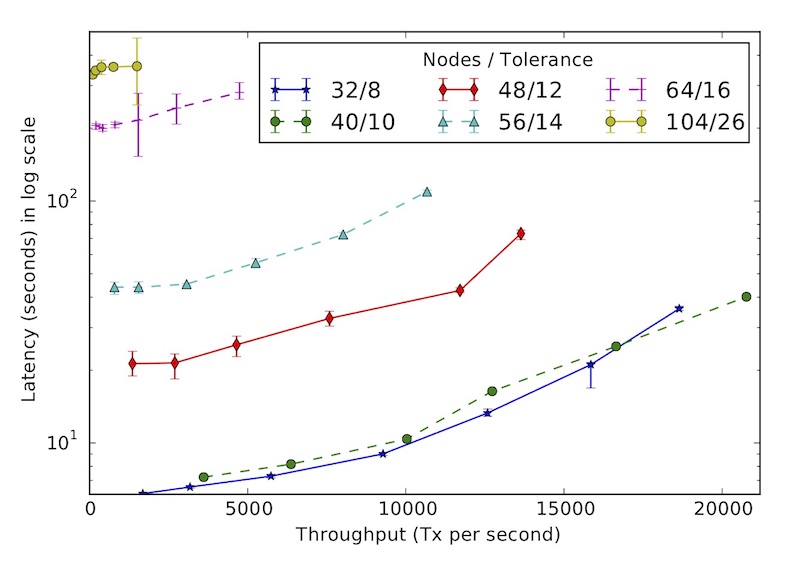 Nodes / Tolerance
32/8 48/12 64/16
40/10 56/14 104/26
Latency (seconds) in log scale
10²
10¹
0 5000 10000 15000 20000
Throughput (Tx per second)